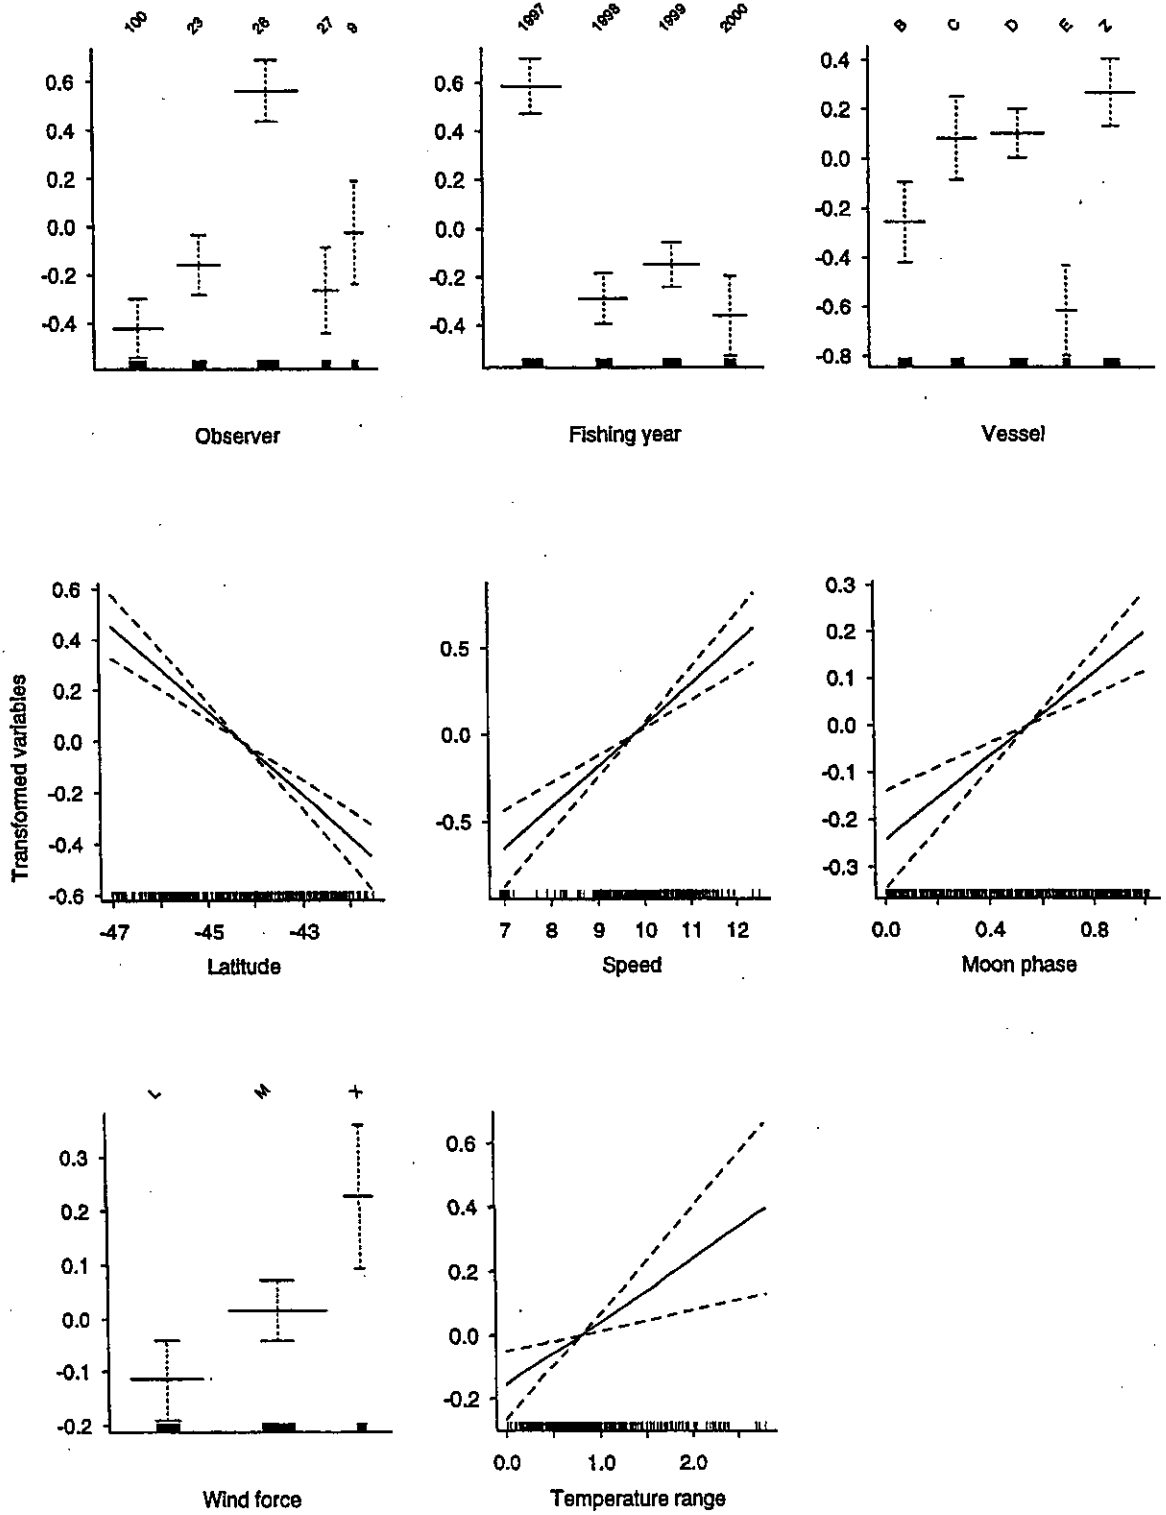 100 23 28 27 9
1997 1998 1999 2000
B C D E Z
0.6
0.4
0.2
0.0
-0.2
-0.4
Observer
0.6
0.4
0.2
0.0
-0.2
-0.4
Fishing year
0.4
0.2
0.0
-0.2
-0.4
-0.6
-0.8
Vessel
Transformed variables
0.6
0.4
0.2
0.0
-0.2
-0.4
-0.6
-47 -45 -43
Latitude
0.5
0.0
-0.5
7 8 9 10 11 12
Speed
0.3
0.2
0.1
0.0
-0.1
-0.2
-0.3
0.0 0.4 0.8
Moon phase
L M
0.3
0.2
0.1
0.0
-0.1
-0.2
Wind force
0.6
0.4
0.2
0.0
-0.2
0.0 1.0 2.0
Temperature range